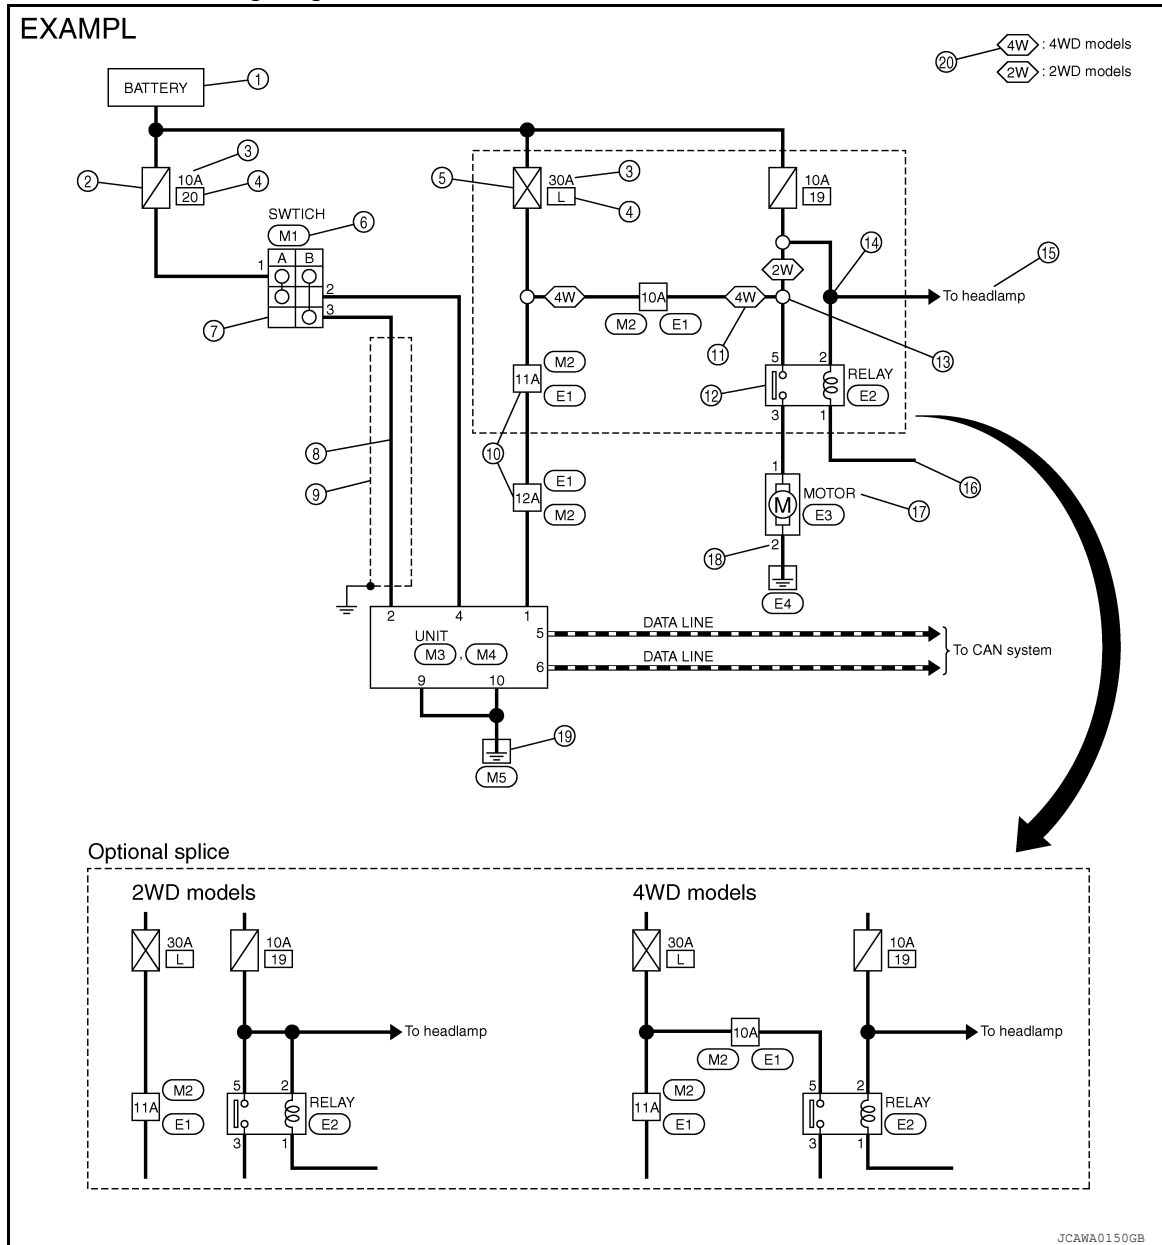 EXAMPL
4W : 4WD models
20
2W : 2WD models
BATTERY
1
3
2
10A
4
20
5
30A
3
L
4
10A
19
SWTICH
M1
6
A B
1
2
3
7
14
15
2W
4W
10A
4W
To headlamp
M2
E1
11
13
5
2
RELAY
E2
12
3
1
M2
11A
E1
8
9
10
E1
12A
M2
16
1
M
MOTOR
E3
17
18
2
E4
2
4
1
UNIT
M3 , M4
5
DATA LINE
6
DATA LINE
To CAN system
9
10
19
M5
Optional splice
2WD models
30A
L
10A
19
To headlamp
M2
11A
E1
5
2
RELAY
E2
3
1
4WD models
30A
L
10A
19
10A
To headlamp
M2
E1
M2
11A
E1
5
2
RELAY
E2
3
1
JCAWA0150GB